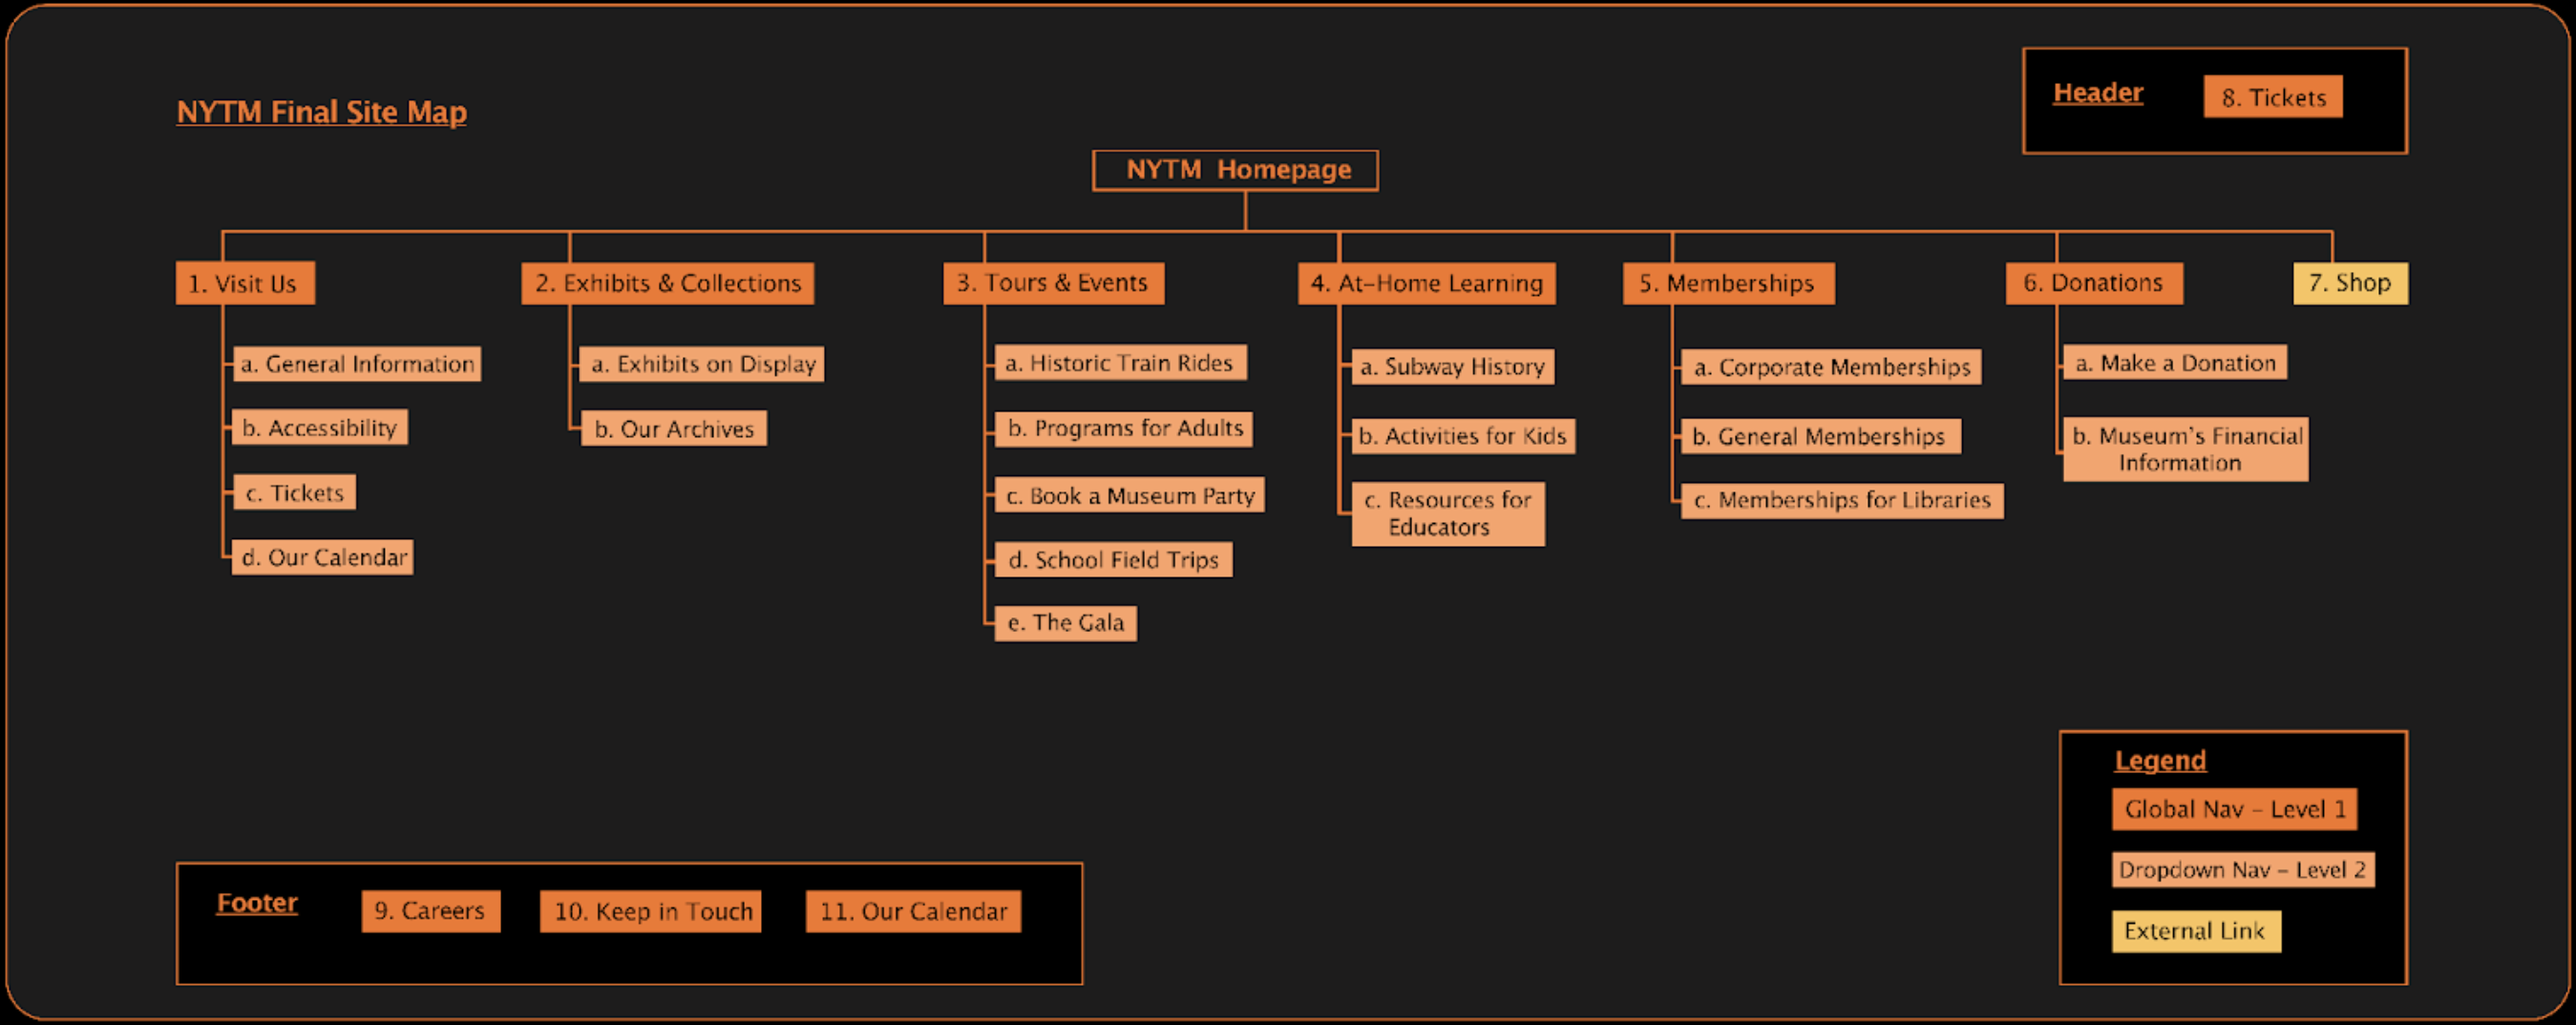 NYTM Final Site Map
Header
8. Tickets
NYTM Homepage
1. Visit Us
a. General Information
b. Accessibility
c. Tickets
d. Our Calendar
2. Exhibits & Collections
a. Exhibits on Display
b. Our Archives
3. Tours & Events
a. Historic Train Rides
b. Programs for Adults
c. Book a Museum Party
d. School Field Trips
e. The Gala
4. At-Home Learning
a. Subway History
b. Activities for Kids
c. Resources for
Educators
5. Memberships
a. Corporate Memberships
b. General Memberships
c. Memberships for Libraries
6. Donations
a. Make a Donation
b. Museum's Financial
Information
7. Shop
Footer
9. Careers
10. Keep in Touch
11. Our Calendar
Legend
Global Nav - Level 1
Dropdown Nav - Level 2
External Link